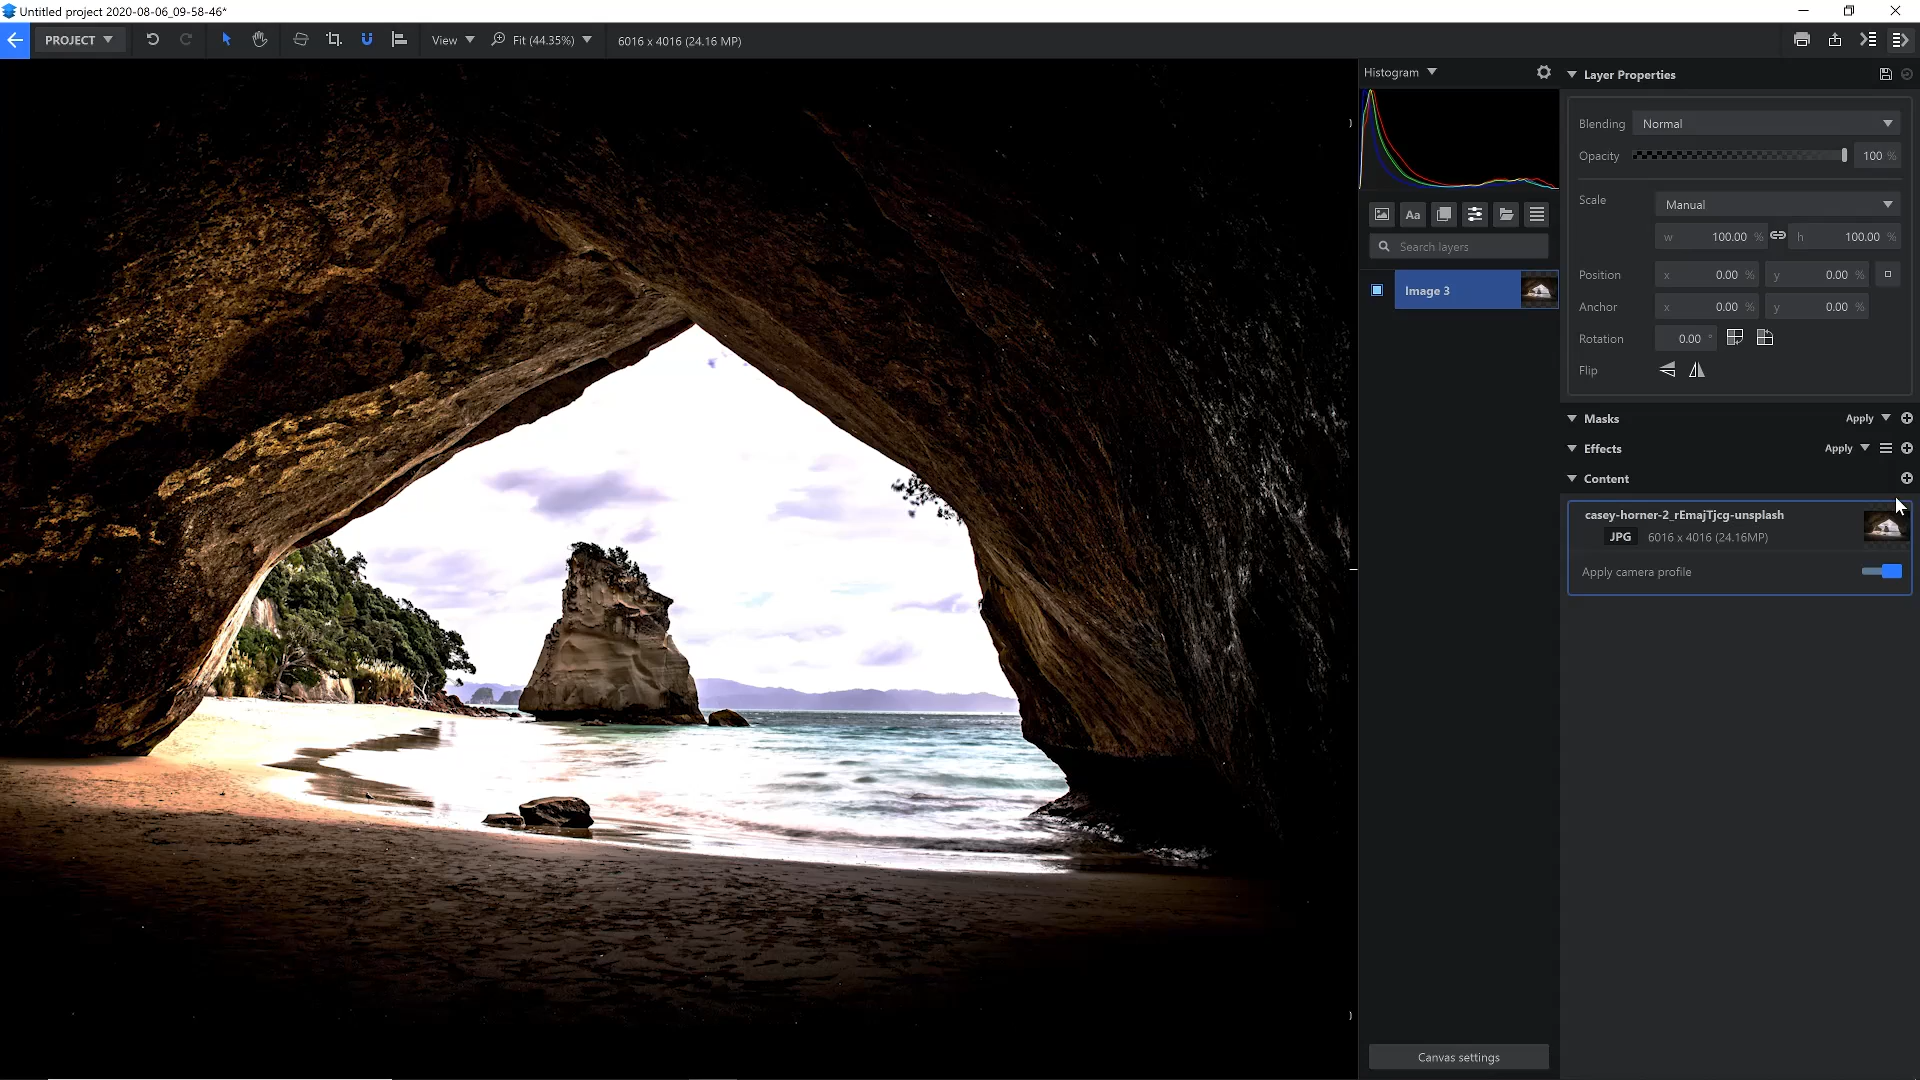 Untitled project 2020-08-06_09-58-46*
PROJECT
View
Fit (44.35%)
6016 x 4016 (24.16 MP)
Histogram
Aa
Search layers
Image 3
Canvas settings
Layer Properties
Blending Normal
Opacity 100 %
Scale Manual
w 100.00 % h 100.00 %
Position x 0.00 % y 0.00 %
Anchor x 0.00 % y 0.00 %
Rotation 0.00 °
Flip
Masks Apply
Effects Apply
Content
casey-horner-2_rEmajTjcg-unsplash
JPG 6016 x 4016 (24.16MP)
Apply camera profile